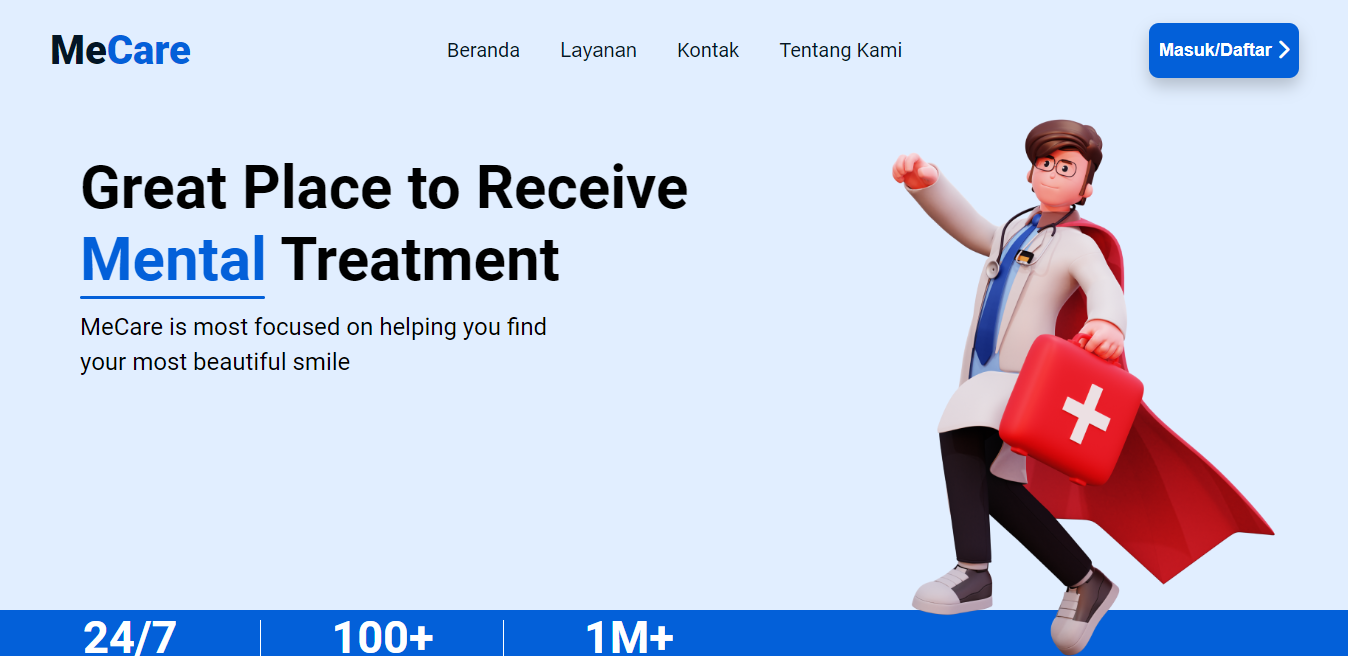 MeCare
Beranda Layanan Kontak Tentang Kami
Masuk/Daftar
Great Place to Receive
Mental Treatment
MeCare is most focused on helping you find
your most beautiful smile
24/7 100+ 1M+